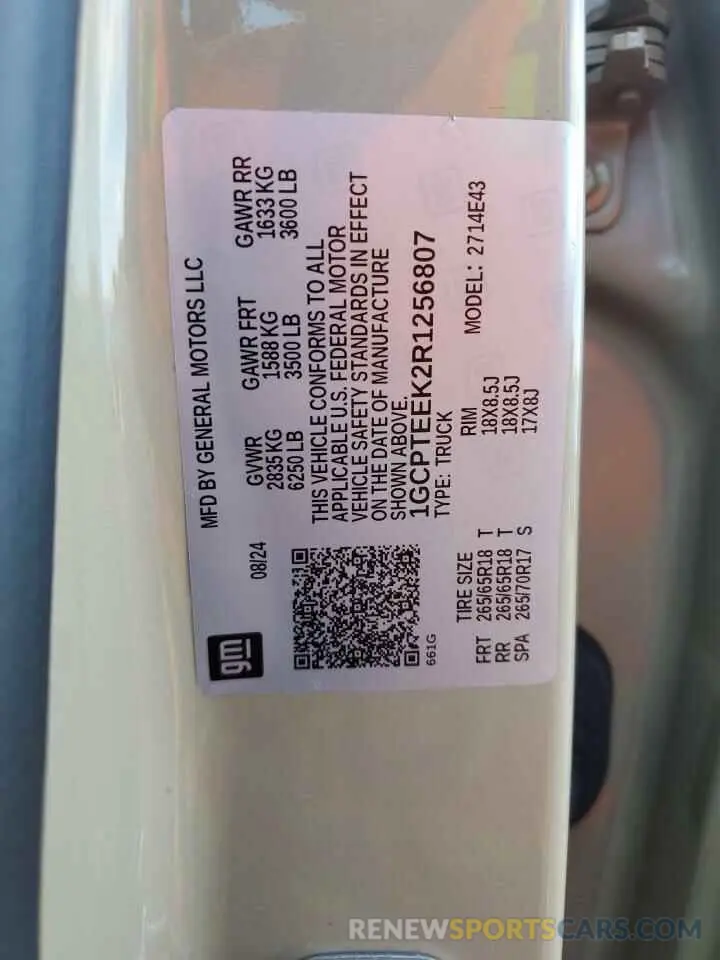 MFD BY GENERAL MOTORS LLC
gm
08/24 GVWR GAWR FRT GAWR RR
2835 KG 1588 KG 1633 KG
6250 LB 3500 LB 3600 LB
THIS VEHICLE CONFORMS TO ALL
APPLICABLE U.S. FEDERAL MOTOR
VEHICLE SAFETY STANDARDS IN EFFECT
ON THE DATE OF MANUFACTURE
SHOWN ABOVE.
1GCPTEEK2R1256807
661G TYPE: TRUCK MODEL: 2714E43
TIRE SIZE RIM
FRT 265/65R18 T 18X8.5J
RR 265/65R18 T 18X8.5J
SPA 265/70R17 S 17X8J
RENEWSPORTSCARS.COM